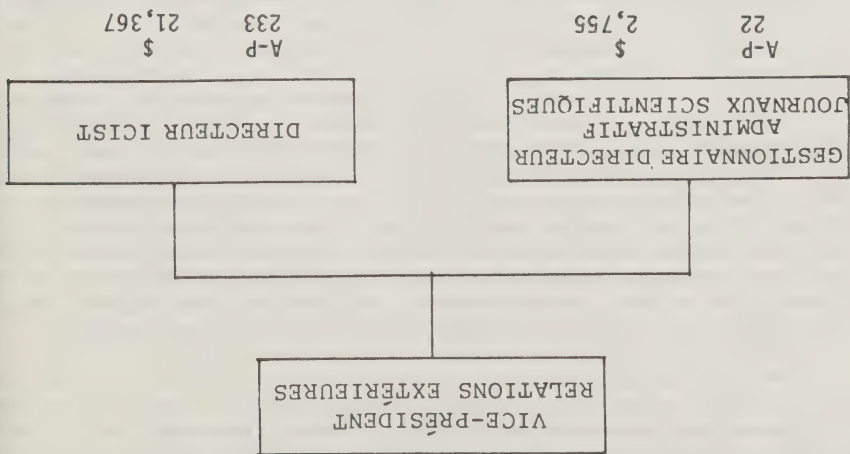 VICE-PRÉSIDENT
RELATIONS EXTÉRIEURES
GESTIONNAIRE DIRECTEUR
ADMINISTRATIF
JOURNAUX SCIENTIFIQUES
A-P $
22 2,755
DIRECTEUR ICIST
A-P $
233 21,367